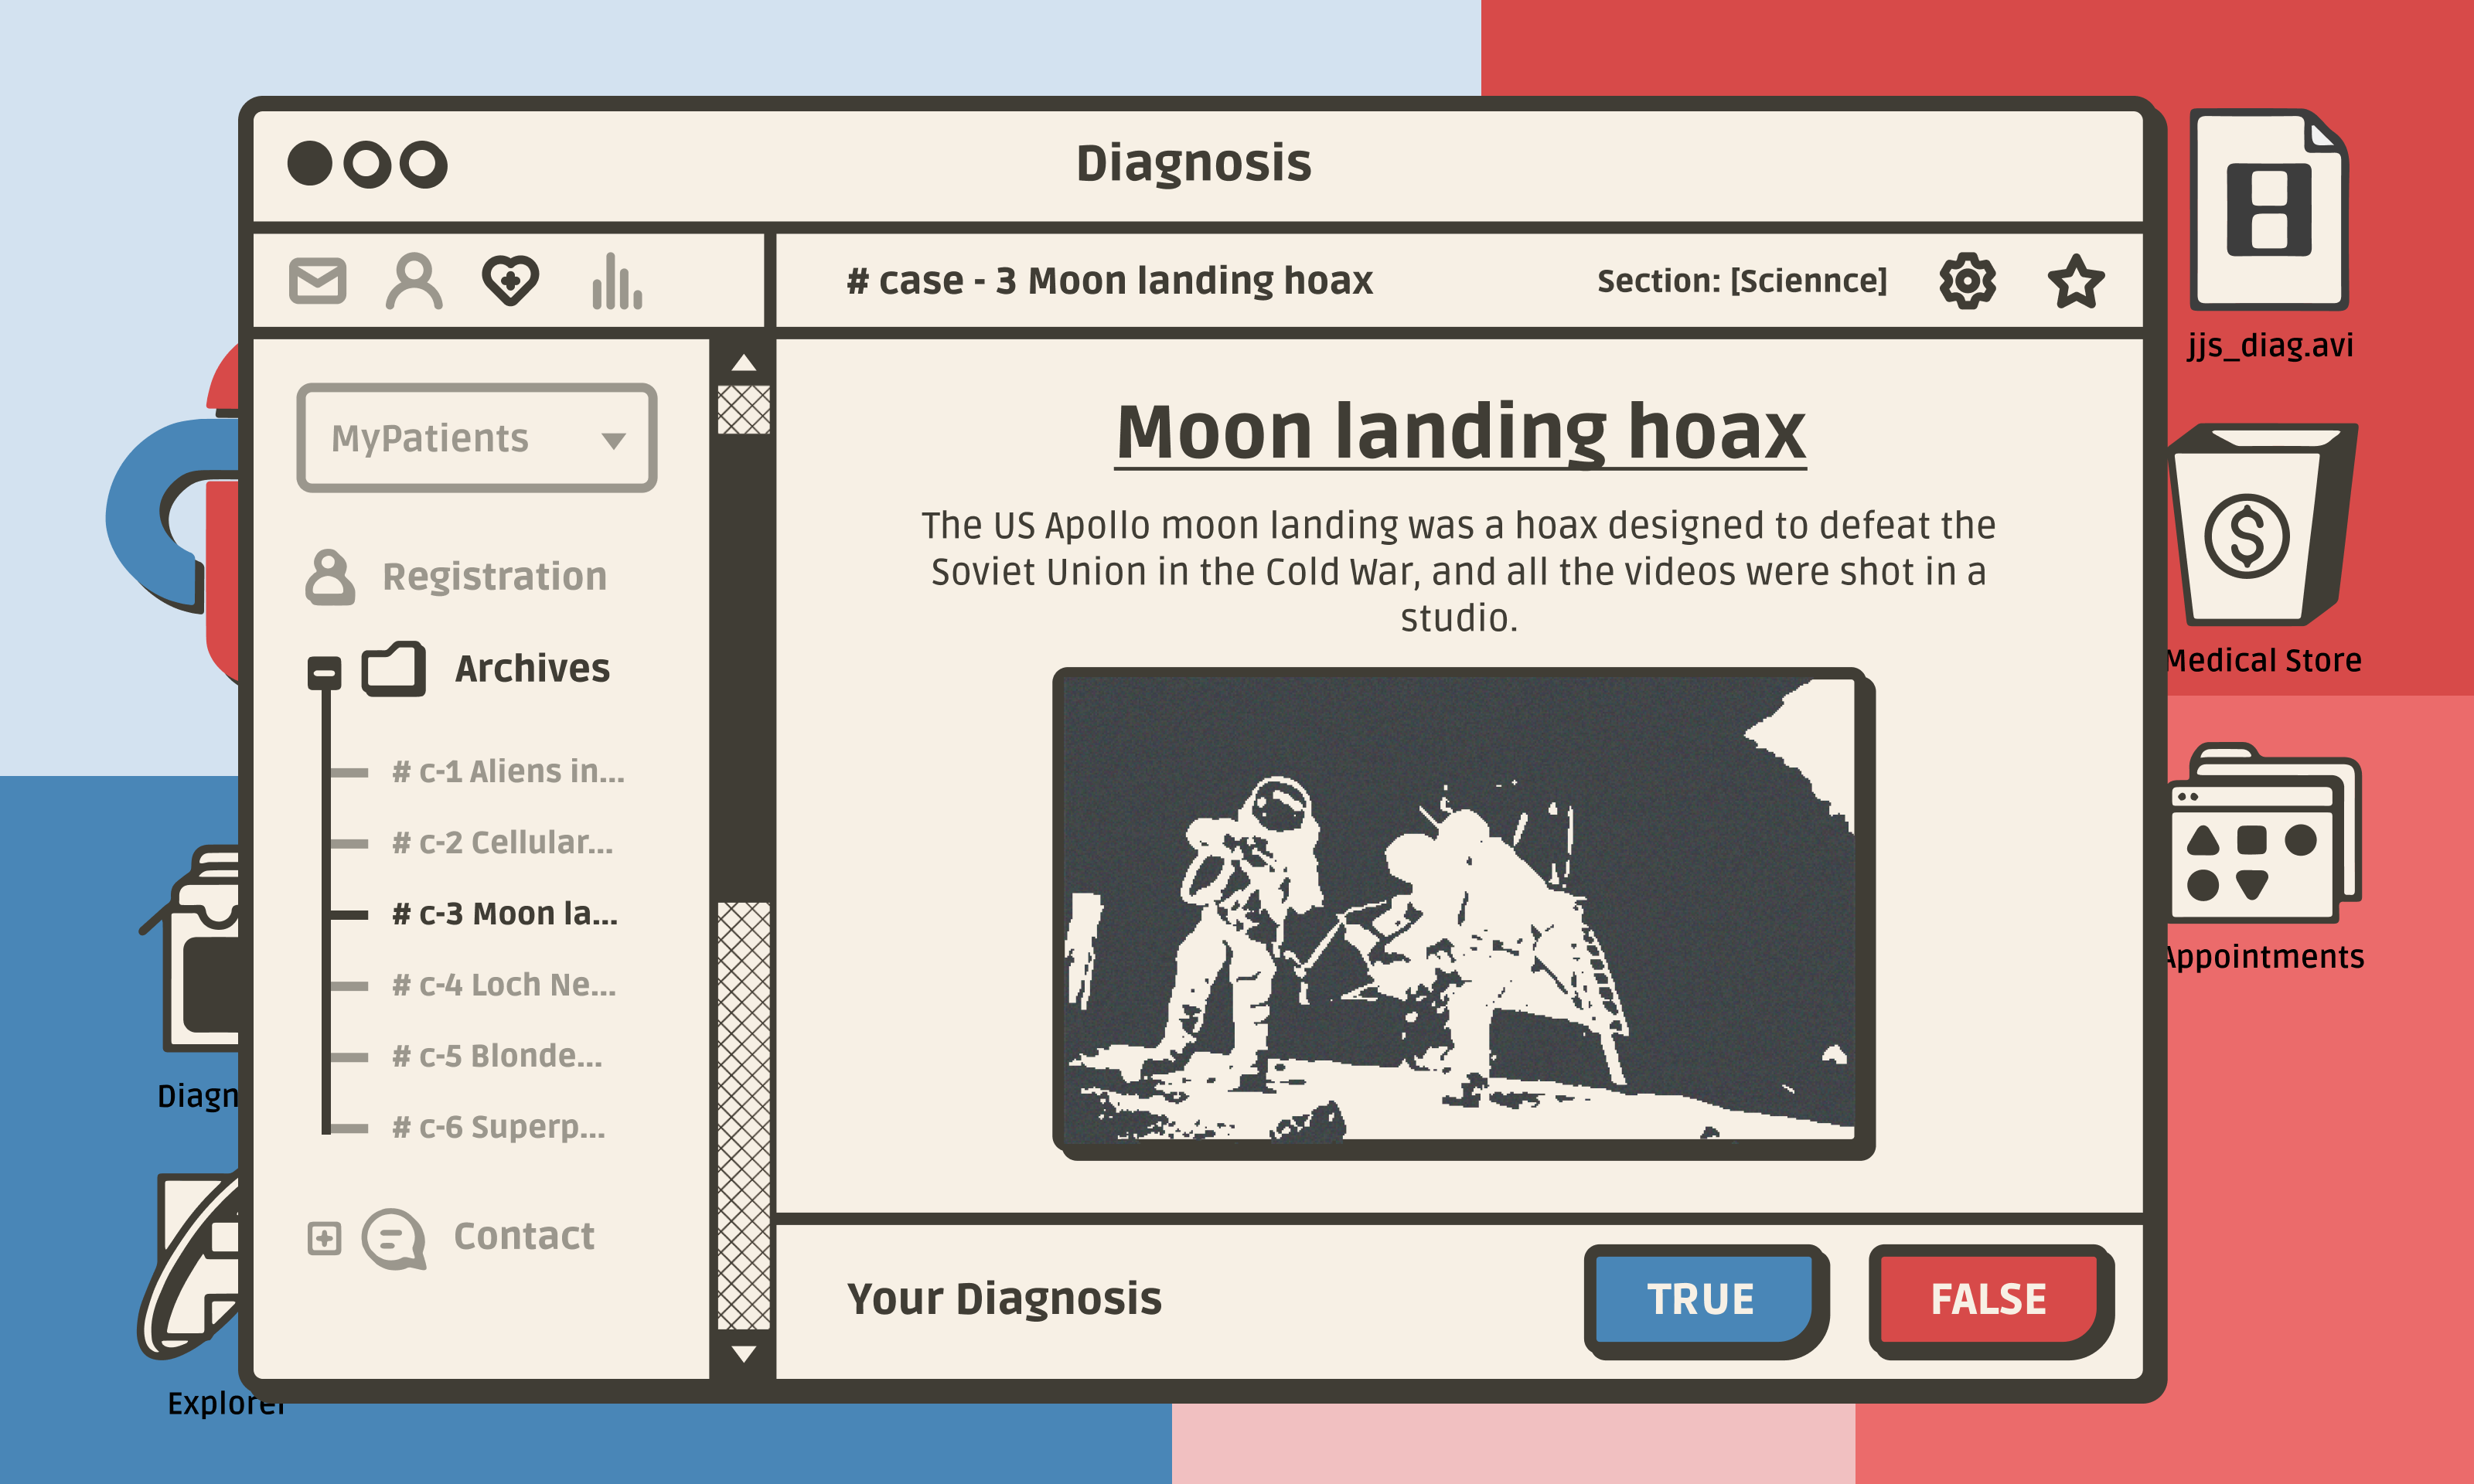 Diagnosis
# case - 3 Moon landing hoax
Section: [Sciennce]
MyPatients
Registration
Archives
# c-1 Aliens in...
# c-2 Cellular...
# c-3 Moon la...
# c-4 Loch Ne...
# c-5 Blonde...
# c-6 Superp...
Contact
Moon landing hoax
The US Apollo moon landing was a hoax designed to defeat the
Soviet Union in the Cold War, and all the videos were shot in a
studio.
Your Diagnosis
TRUE
FALSE
jjs_diag.avi
Medical Store
Appointments
Diagn
Explorer